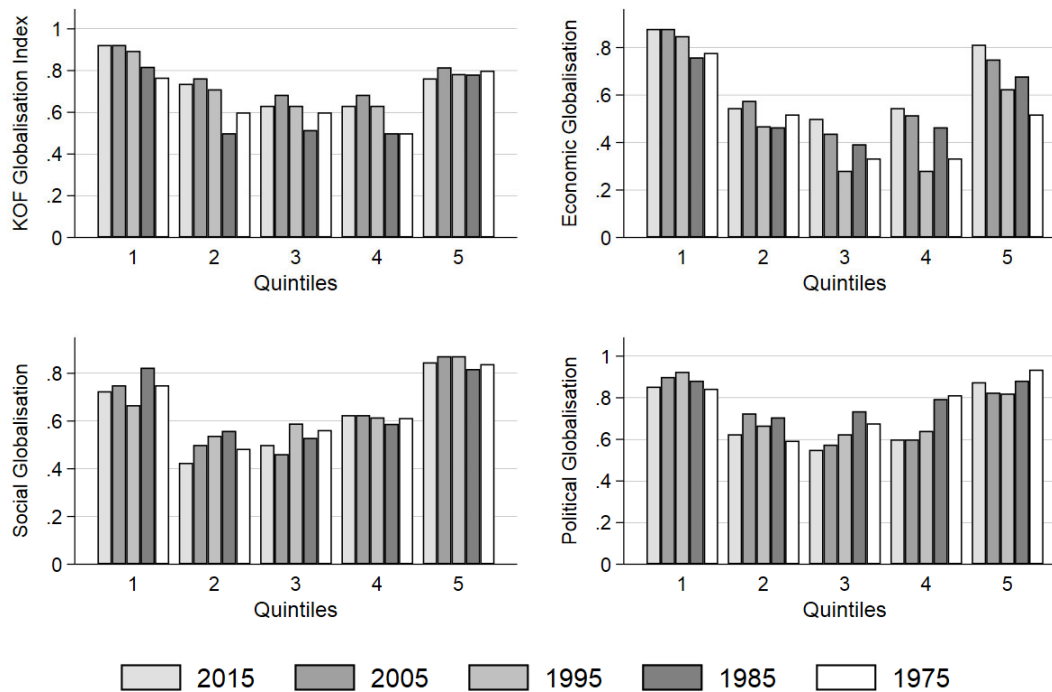 KOF Globalisation Index
1
.8
.6
.4
.2
0
1 2 3 4 5
Quintiles
Economic Globalisation
.8
.6
.4
.2
0
1 2 3 4 5
Quintiles
Social Globalisation
.8
.6
.4
.2
0
1 2 3 4 5
Quintiles
Political Globalisation
1
.8
.6
.4
.2
0
1 2 3 4 5
Quintiles
2015 2005 1995 1985 1975